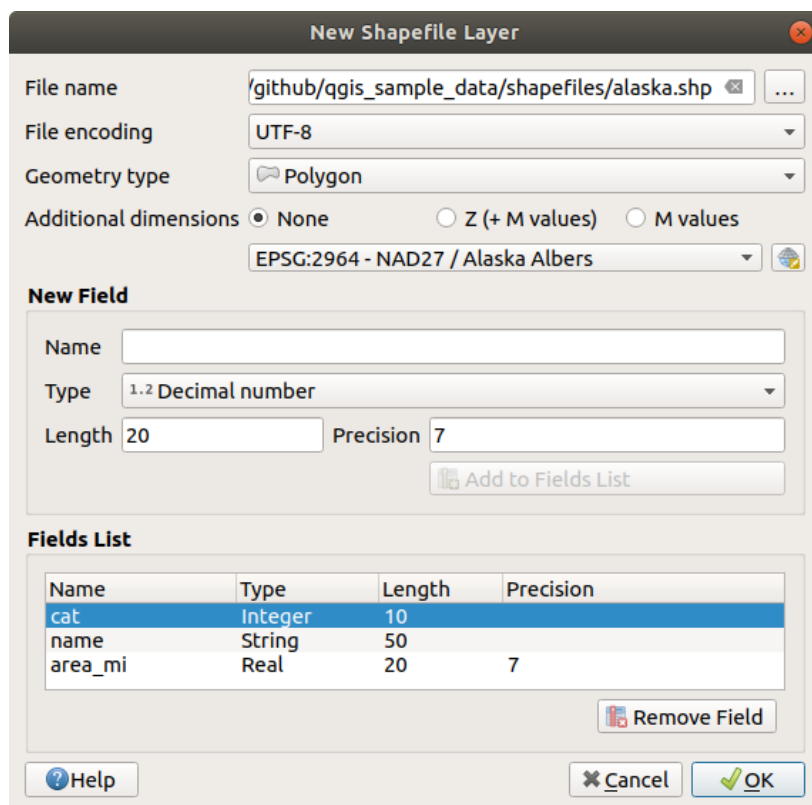 New Shapefile Layer
File name /github/qgis_sample_data/shapefiles/alaska.shp ...
File encoding UTF-8
Geometry type Polygon
Additional dimensions None Z (+ M values) M values
EPSG:2964 - NAD27 / Alaska Albers
New Field
Name
Type 1.2 Decimal number
Length 20 Precision 7
Add to Fields List
Fields List
Name Type Length Precision
cat Integer 10
name String 50
area_mi Real 20 7
Remove Field
Help Cancel OK